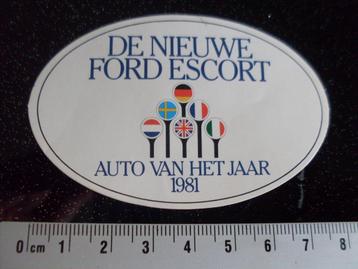 DE NIEUWE
FORD ESCORT
AUTO VAN HET JAAR
1981
0 cm 1 2 3 4 5 6 7 8